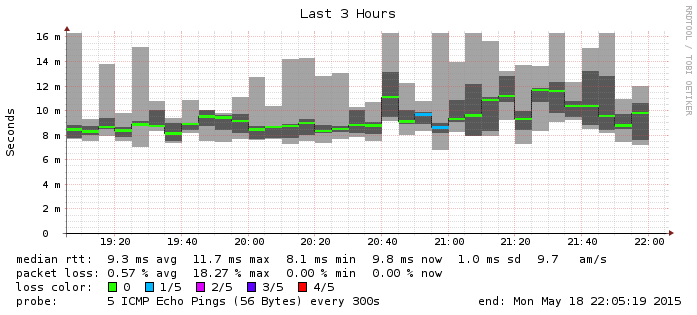 Last 3 Hours
RRDTOOL / TOBI OETIKER
Seconds
16 m
14 m
12 m
10 m
8 m
6 m
4 m
2 m
0
19:20 19:40 20:00 20:20 20:40 21:00 21:20 21:40 22:00
median rtt: 9.3 ms avg 11.7 ms max 8.1 ms min 9.8 ms now 1.0 ms sd 9.7 am/s
packet loss: 0.57 % avg 18.27 % max 0.00 % min 0.00 % now
loss color: 0 1/5 2/5 3/5 4/5
probe: 5 ICMP Echo Pings (56 Bytes) every 300s end: Mon May 18 22:05:19 2015